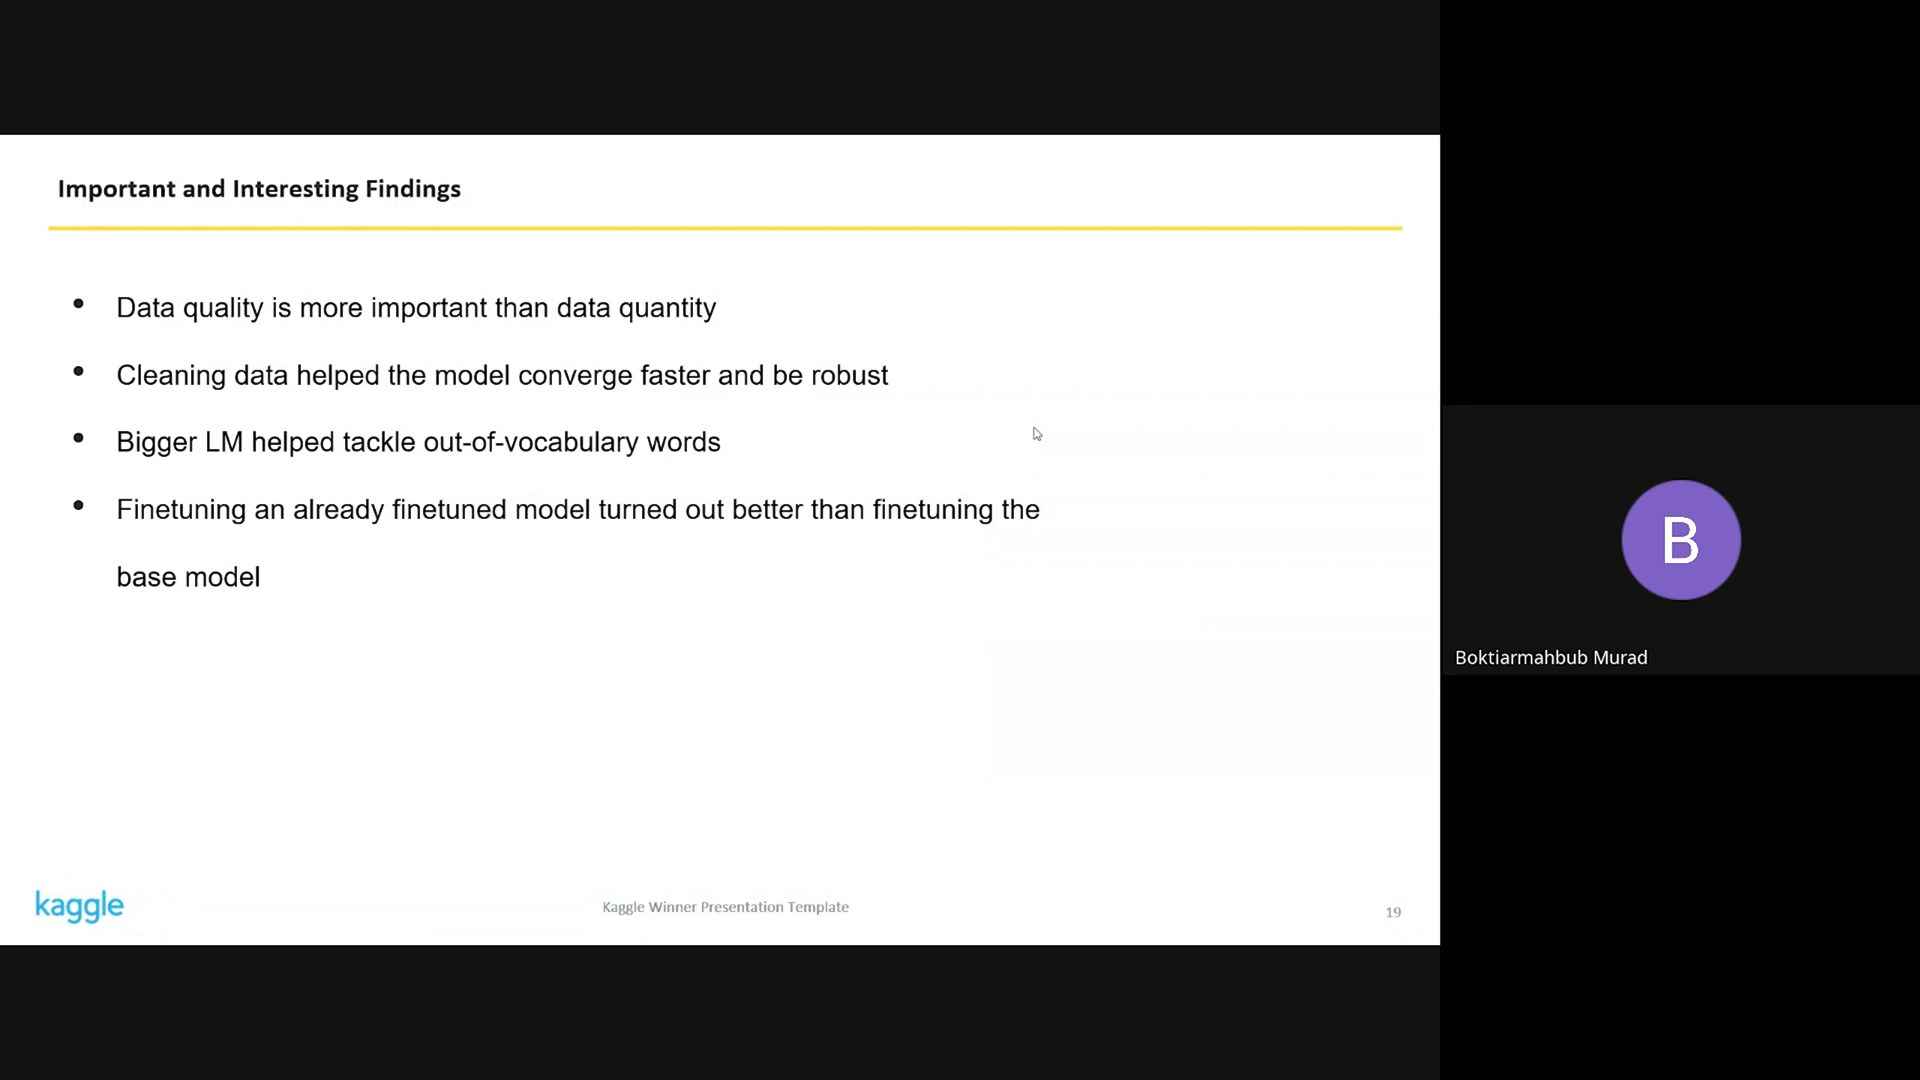 Important and Interesting Findings
• Data quality is more important than data quantity
• Cleaning data helped the model converge faster and be robust
• Bigger LM helped tackle out-of-vocabulary words
• Finetuning an already finetuned model turned out better than finetuning the
base model
kaggle
Kaggle Winner Presentation Template
19
B
Boktiarmahbub Murad